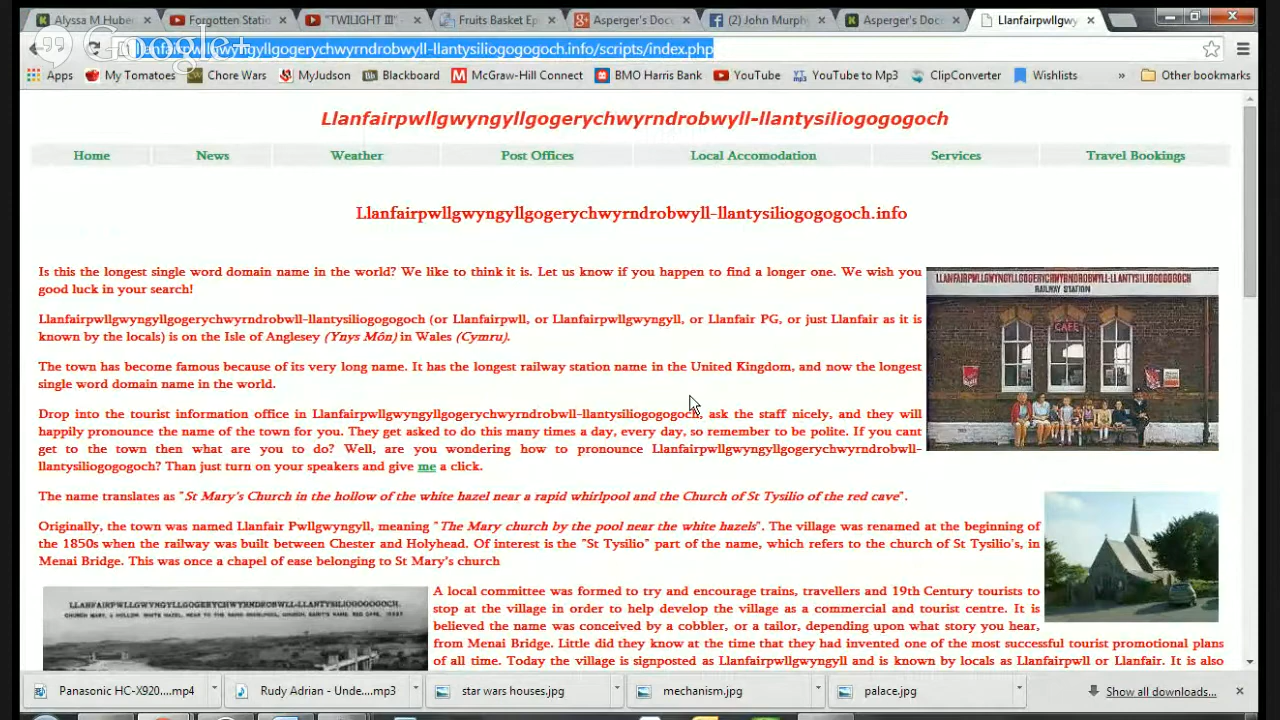 Alyssa M Hube
Forgotten Statio
"TWILIGHT III"
Fruits Basket Ep
Asperger's Doc
(2) John Murph
Asperger's Doc
Llanfairpwllgwy
Google+
llanfairpwllgwyngyllgogerychwyrndrobwyll-llantysiliogogogoch.info/scripts/index.php
Apps
My Tomatoes
Chore Wars
MyJudson
Blackboard
McGraw-Hill Connect
BMO Harris Bank
YouTube
YouTube to Mp3
ClipConverter
Wishlists
»
Other bookmarks
Llanfairpwllgwyngyllgogerychwyrndrobwyll-llantysiliogogogoch
Home
News
Weather
Post Offices
Local Accomodation
Services
Travel Bookings
Llanfairpwllgwyngyllgogerychwyrndrobwyll-llantysiliogogogoch.info
Is this the longest single word domain name in the world? We like to think it is. Let us know if you happen to find a longer one. We wish you
good luck in your search!
Llanfairpwllgwyngyllgogerychwyrndrobwll-llantysiliogogogoch (or Llanfairpwll, or Llanfairpwllgwyngyll, or Llanfair PG, or just Llanfair as it is
known by the locals) is on the Isle of Anglesey (Ynys Môn) in Wales (Cymru).
The town has become famous because of its very long name. It has the longest railway station name in the United Kingdom, and now the longest
single word domain name in the world.
Drop into the tourist information office in Llanfairpwllgwyngyllgogerychwyrndrobwll-llantysiliogogogoch, ask the staff nicely, and they will
happily pronounce the name of the town for you. They get asked to do this many times a day, every day, so remember to be polite. If you cant
get to the town then what are you to do? Well, are you wondering how to pronounce Llanfairpwllgwyngyllgogerychwyrndrobwll-
llantysiliogogogoch? Than just turn on your speakers and give me a click.
The name translates as "St Mary's Church in the hollow of the white hazel near a rapid whirlpool and the Church of St Tysilio of the red cave".
Originally, the town was named Llanfair Pwllgwyngyll, meaning "The Mary church by the pool near the white hazels". The village was renamed at the beginning of
the 1850s when the railway was built between Chester and Holyhead. Of interest is the "St Tysilio" part of the name, which refers to the church of St Tysilio's, in
Menai Bridge. This was once a chapel of ease belonging to St Mary's church
LLANFAIRPWLLGWYNGYLLGOGERYCHWYRNDROBWLL-LLANTYSILIOGOGOGOCH
RAILWAY STATION
CAFE
LLANFAIRPWLLGWYNGYLLGOGERYCHWYRNDROBWLL-LLANTYSILIOGOGOGOCH.
A local committee was formed to try and encourage trains, travellers and 19th Century tourists to
stop at the village in order to help develop the village as a commercial and tourist centre. It is
believed the name was conceived by a cobbler, or a tailor, depending upon what story you hear,
from Menai Bridge. Little did they know at the time that they had invented one of the most successful tourist promotional plans
of all time. Today the village is signposted as Llanfairpwllgwyngyll and is known by locals as Llanfairpwll or Llanfair. It is also
Panasonic HC-X920....mp4
Rudy Adrian - Unde....mp3
star wars houses.jpg
mechanism.jpg
palace.jpg
Show all downloads...